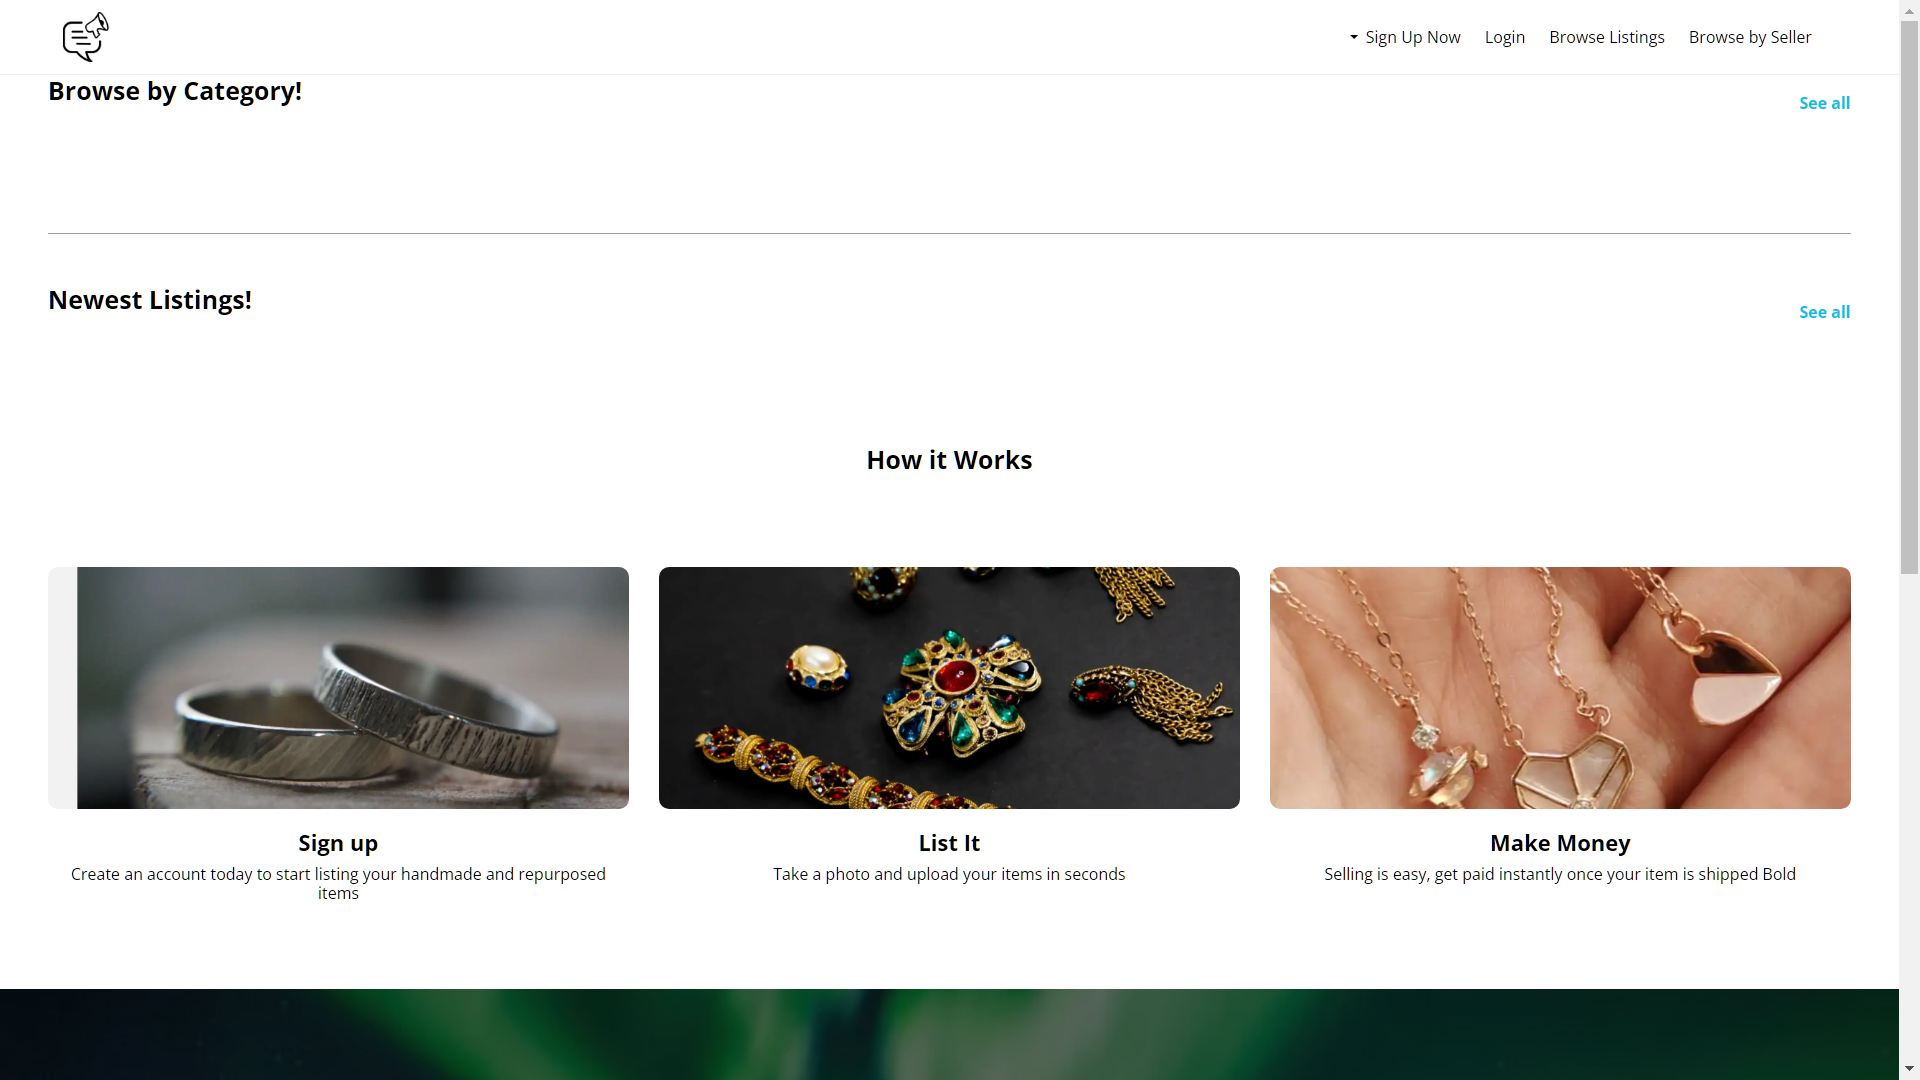 Sign Up Now
Login
Browse Listings
Browse by Seller
Browse by Category!
See all
Newest Listings!
See all
How it Works
Sign up
Create an account today to start listing your handmade and repurposed
items
List It
Take a photo and upload your items in seconds
Make Money
Selling is easy, get paid instantly once your item is shipped Bold